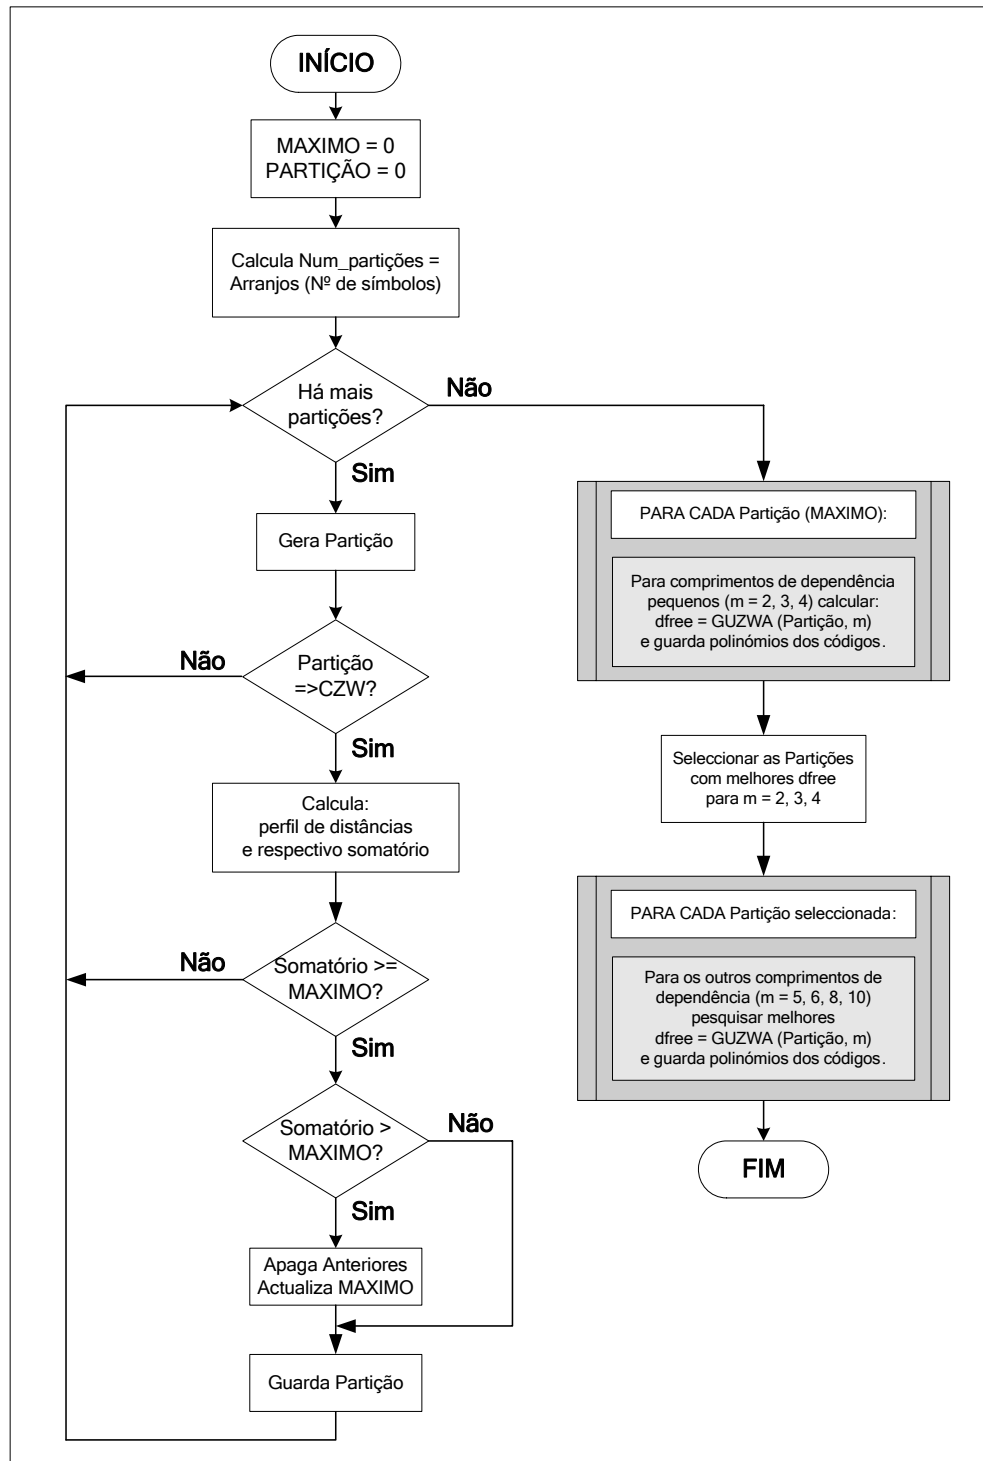 INÍCIO
MAXIMO = 0
PARTIÇÃO = 0
Calcula Num_partições =
Arranjos (Nº de símbolos)
Há mais
partições?
Não
Sim
Gera Partição
Partição
=>CZW?
Não
Sim
Calcula:
perfil de distâncias
e respectivo somatório
Somatório >=
MAXIMO?
Não
Sim
Somatório >
MAXIMO?
Não
Sim
Apaga Anteriores
Actualiza MAXIMO
Guarda Partição
PARA CADA Partição (MAXIMO):
Para comprimentos de dependência
pequenos (m = 2, 3, 4) calcular:
dfree = GUZWA (Partição, m)
e guarda polinómios dos códigos.
Seleccionar as Partições
com melhores dfree
para m = 2, 3, 4
PARA CADA Partição seleccionada:
Para os outros comprimentos de
dependência (m = 5, 6, 8, 10)
pesquisar melhores
dfree = GUZWA (Partição, m)
e guarda polinómios dos códigos.
FIM